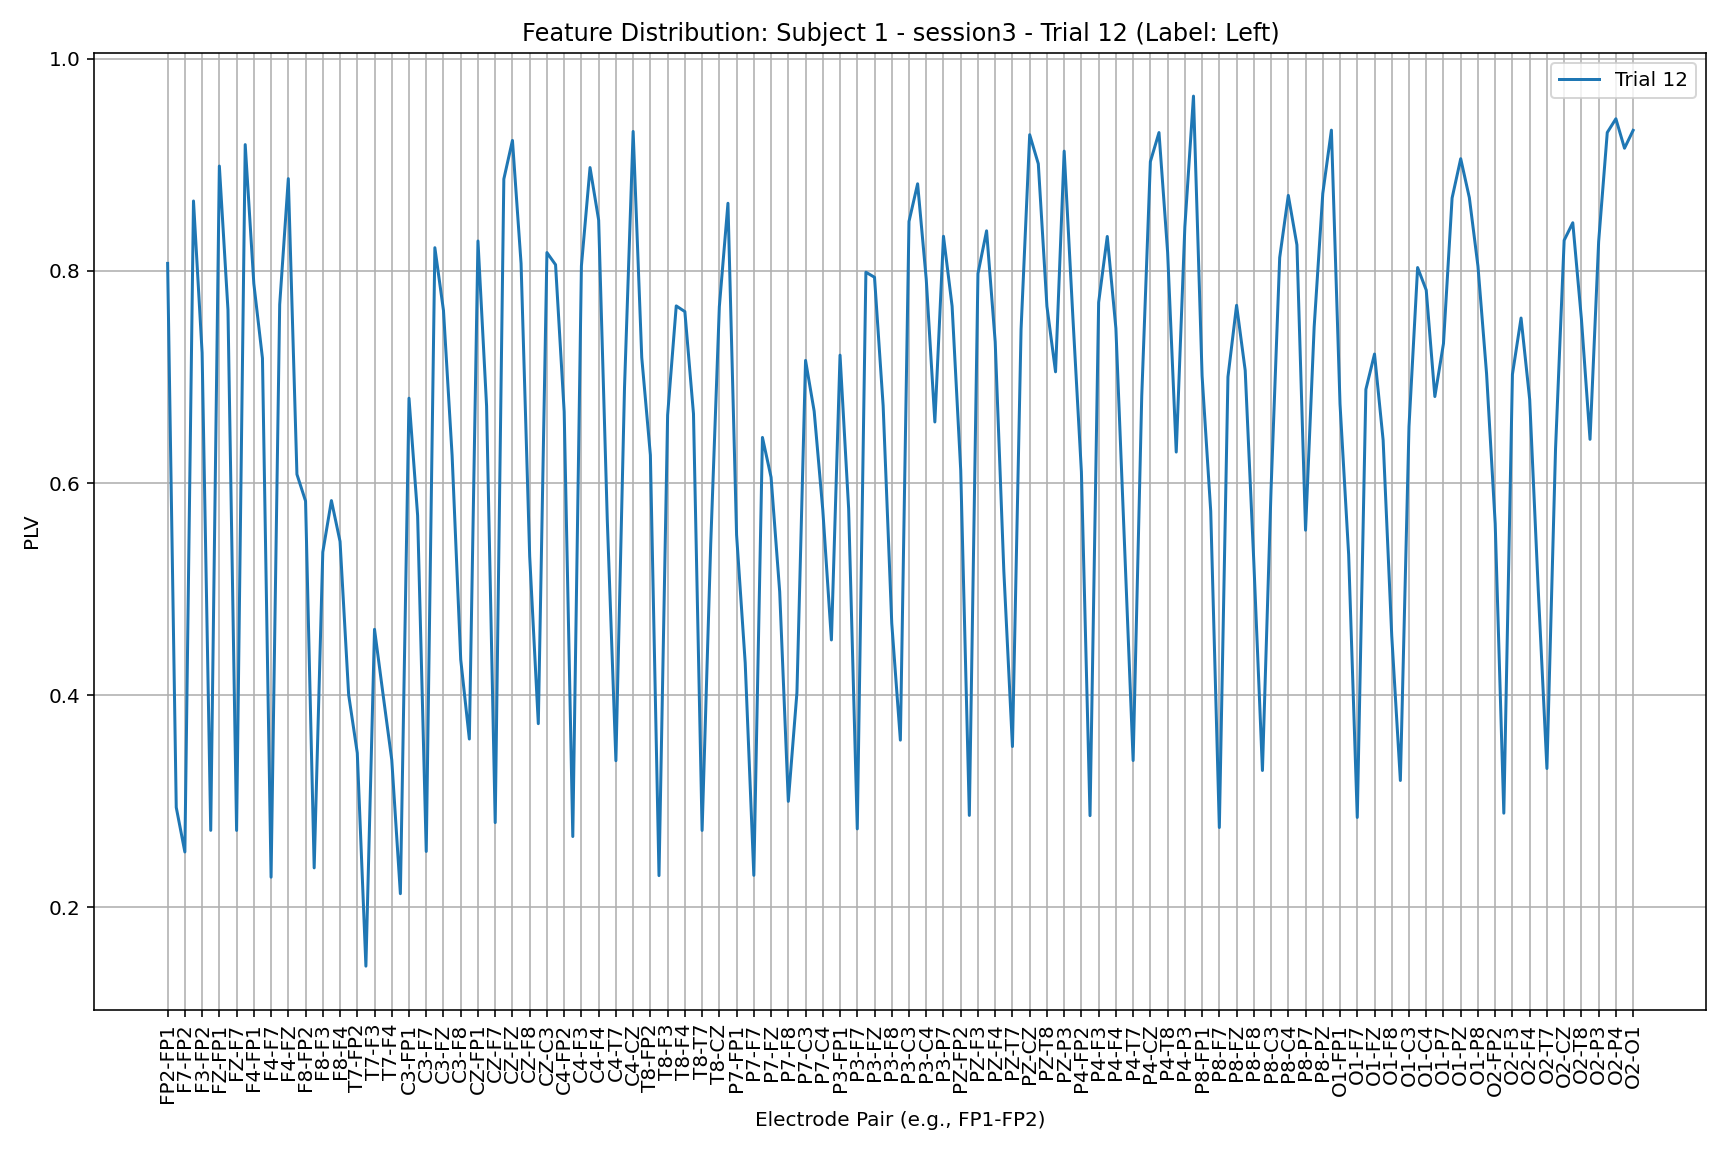 Feature Distribution: Subject 1 - session3 - Trial 12 (Label: Left)
Trial 12
PLV
1.0
0.8
0.6
0.4
0.2
FP2-FP1
F7-FP2
F3-FP2
FZ-FP1
FZ-F7
F4-FP1
F4-F7
F4-FZ
F8-FP2
F8-F3
F8-F4
T7-FP2
T7-F3
T7-F4
C3-FP1
C3-F7
C3-FZ
C3-F8
CZ-FP1
CZ-F7
CZ-FZ
CZ-F8
CZ-C3
C4-FP2
C4-F3
C4-F4
C4-T7
C4-CZ
T8-FP2
T8-F3
T8-F4
T8-T7
T8-CZ
P7-FP1
P7-F7
P7-FZ
P7-F8
P7-C3
P7-C4
P3-FP1
P3-F7
P3-FZ
P3-F8
P3-C3
P3-C4
P3-P7
PZ-FP2
PZ-F3
PZ-F4
PZ-T7
PZ-CZ
PZ-T8
PZ-P3
P4-FP2
P4-F3
P4-F4
P4-T7
P4-CZ
P4-T8
P4-P3
P8-FP1
P8-F7
P8-FZ
P8-F8
P8-C3
P8-C4
P8-P7
P8-PZ
O1-FP1
O1-F7
O1-FZ
O1-F8
O1-C3
O1-C4
O1-P7
O1-PZ
O1-P8
O2-FP2
O2-F3
O2-F4
O2-T7
O2-CZ
O2-T8
O2-P3
O2-P4
O2-O1
Electrode Pair (e.g., FP1-FP2)